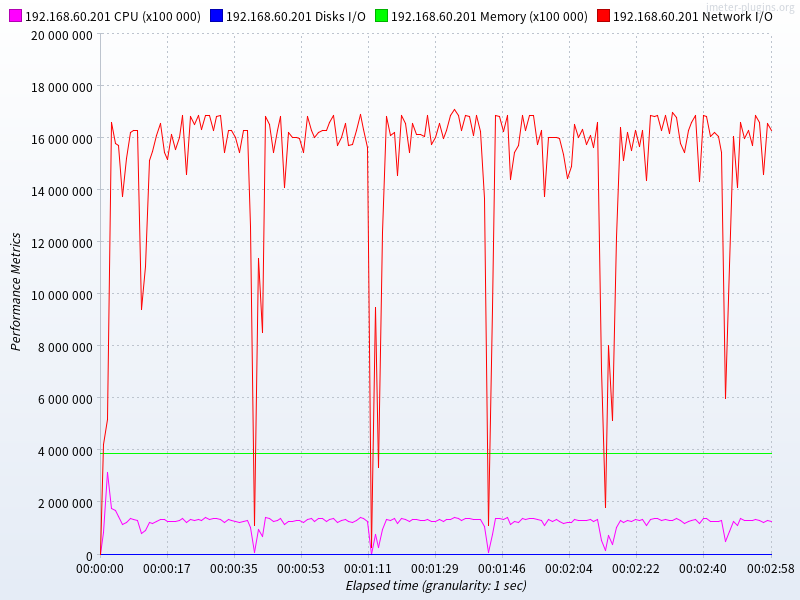 jmeter-plugins.org
192.168.60.201 CPU (x100 000) 192.168.60.201 Disks I/O 192.168.60.201 Memory (x100 000) 192.168.60.201 Network I/O
20 000 000
18 000 000
16 000 000
14 000 000
12 000 000
10 000 000
8 000 000
6 000 000
4 000 000
2 000 000
0
Performance Metrics
00:00:00 00:00:17 00:00:35 00:00:53 00:01:11 00:01:29 00:01:46 00:02:04 00:02:22 00:02:40 00:02:58
Elapsed time (granularity: 1 sec)